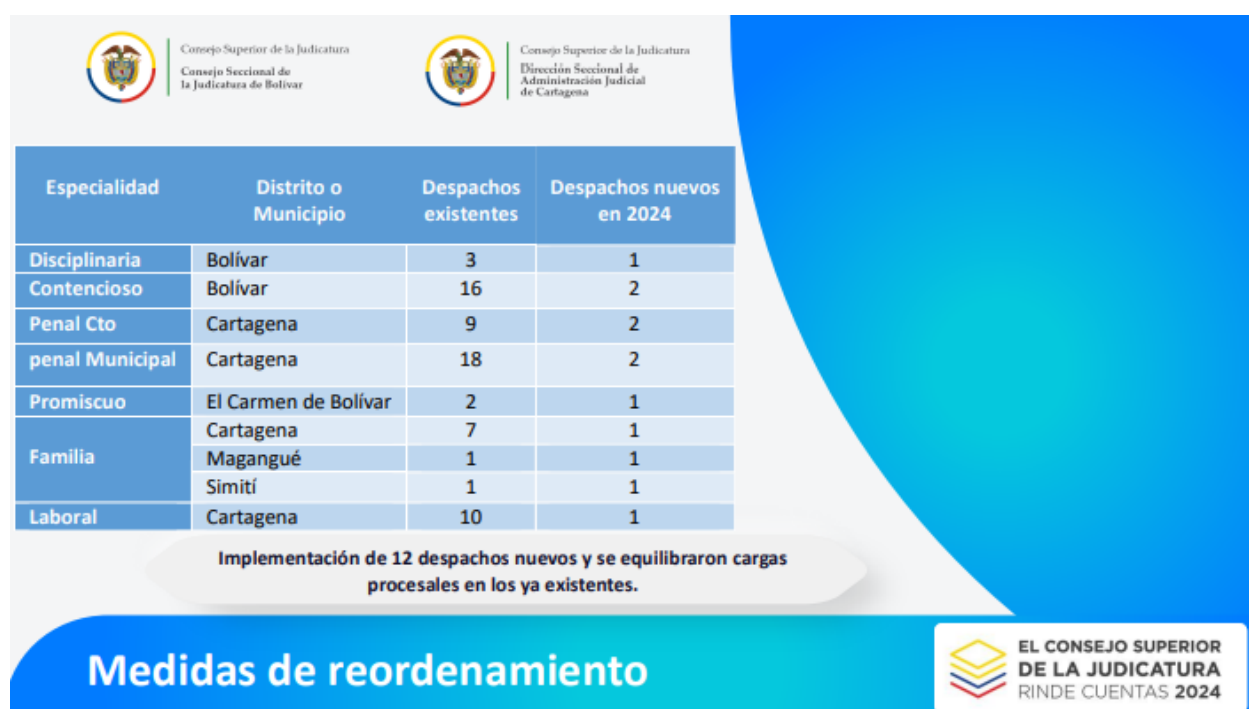 Consejo Superior de la Judicatura
Consejo Seccional de
la Judicatura de Bolívar
Consejo Superior de la Judicatura
Dirección Seccional de
Administración Judicial
de Cartagena
Especialidad Distrito o Municipio Despachos existentes Despachos nuevos en 2024
Disciplinaria Bolívar 3 1
Contencioso Bolívar 16 2
Penal Cto Cartagena 9 2
penal Municipal Cartagena 18 2
Promiscuo El Carmen de Bolívar 2 1
Familia Cartagena 7 1
Magangué 1 1
Simití 1 1
Laboral Cartagena 10 1
Implementación de 12 despachos nuevos y se equilibraron cargas
procesales en los ya existentes.
Medidas de reordenamiento
EL CONSEJO SUPERIOR
DE LA JUDICATURA
RINDE CUENTAS 2024